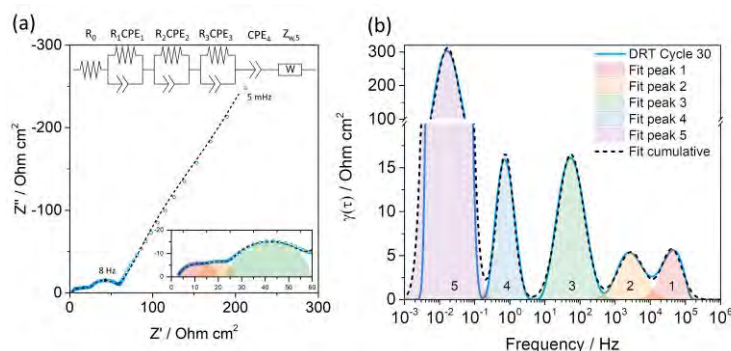 (a)
R0 R1CPE1 R2CPE2 R3CPE3 CPE4 Zw,5
W
-300
-200
-100
0
Z'' / Ohm cm²
5 mHz
8 Hz
-20
-10
0
0 10 20 30 40 50 60
0 100 200 300
Z' / Ohm cm²
(b)
300
200
100
15
10
5
0
γ(τ) / Ohm cm²
DRT Cycle 30
Fit peak 1
Fit peak 2
Fit peak 3
Fit peak 4
Fit peak 5
Fit cumulative
5 4 3 2 1
10⁻³ 10⁻² 10⁻¹ 10⁰ 10¹ 10² 10³ 10⁴ 10⁵ 10⁶
Frequency / Hz